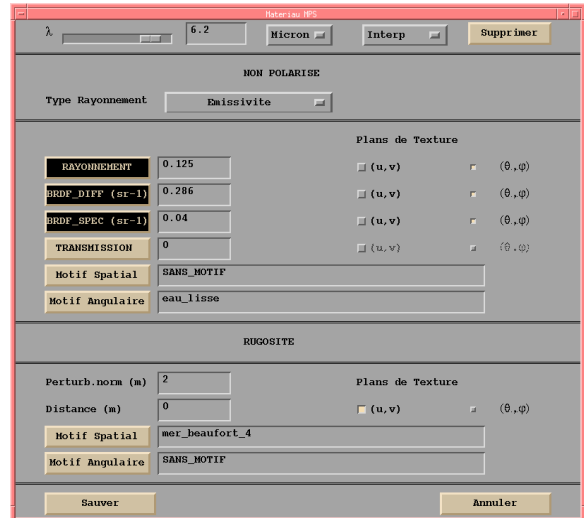 Materiau MPS
λ 6.2 Micron Interp Supprimer
NON POLARISE
Type Rayonnement Emissivite
Plans de Texture
RAYONNEMENT 0.125 (u,v) (θ,φ)
BRDF_DIFF (sr-1) 0.286 (u,v) (θ,φ)
BRDF_SPEC (sr-1) 0.04 (u,v) (θ,φ)
TRANSMISSION 0 (u,v) (θ,φ)
Motif Spatial SANS_MOTIF
Motif Angulaire eau_lisse
RUGOSITE
Perturb.norm (m) 2 Plans de Texture
Distance (m) 0 (u,v) (θ,φ)
Motif Spatial mer_beaufort_4
Motif Angulaire SANS_MOTIF
Sauver Annuler